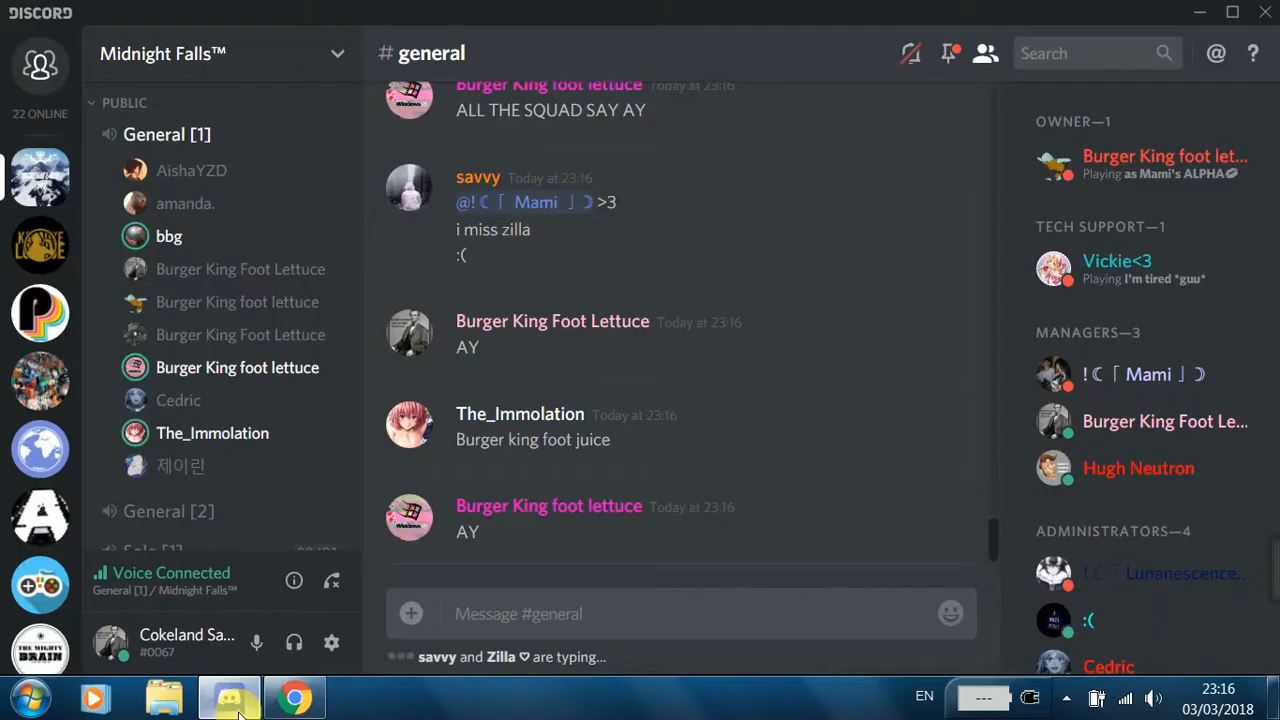 DISCORD
22 ONLINE
THE MIGHTY
BRAIN
Midnight Falls™
PUBLIC
General [1]
AishaYZD
amanda.
bbg
Burger King Foot Lettuce
Burger King foot lettuce
Burger King Foot Lettuce
Burger King foot lettuce
Cedric
The_Immolation
제이린
General [2]
Voice Connected
General [1] / Midnight Falls™
Cokeland Sa...
#0067
# general
Search
@ ?
Burger King foot lettuce Today at 23:16
ALL THE SQUAD SAY AY
savvy Today at 23:16
@!☾「 Mami 」☽ >3
i miss zilla
:(
Burger King Foot Lettuce Today at 23:16
AY
The_Immolation Today at 23:16
Burger king foot juice
Burger King foot lettuce Today at 23:16
AY
Message #general
savvy and Zilla ♡ are typing...
OWNER—1
Burger King foot let...
Playing as Mami's ALPHA
TECH SUPPORT—1
Vickie<3
Playing I'm tired *guu*
MANAGERS—3
!☾「 Mami 」☽
Burger King Foot Le...
Hugh Neutron
ADMINISTRATORS—4
!☾「 Lunanescence..
:(
Cedric
EN
---
23:16
03/03/2018